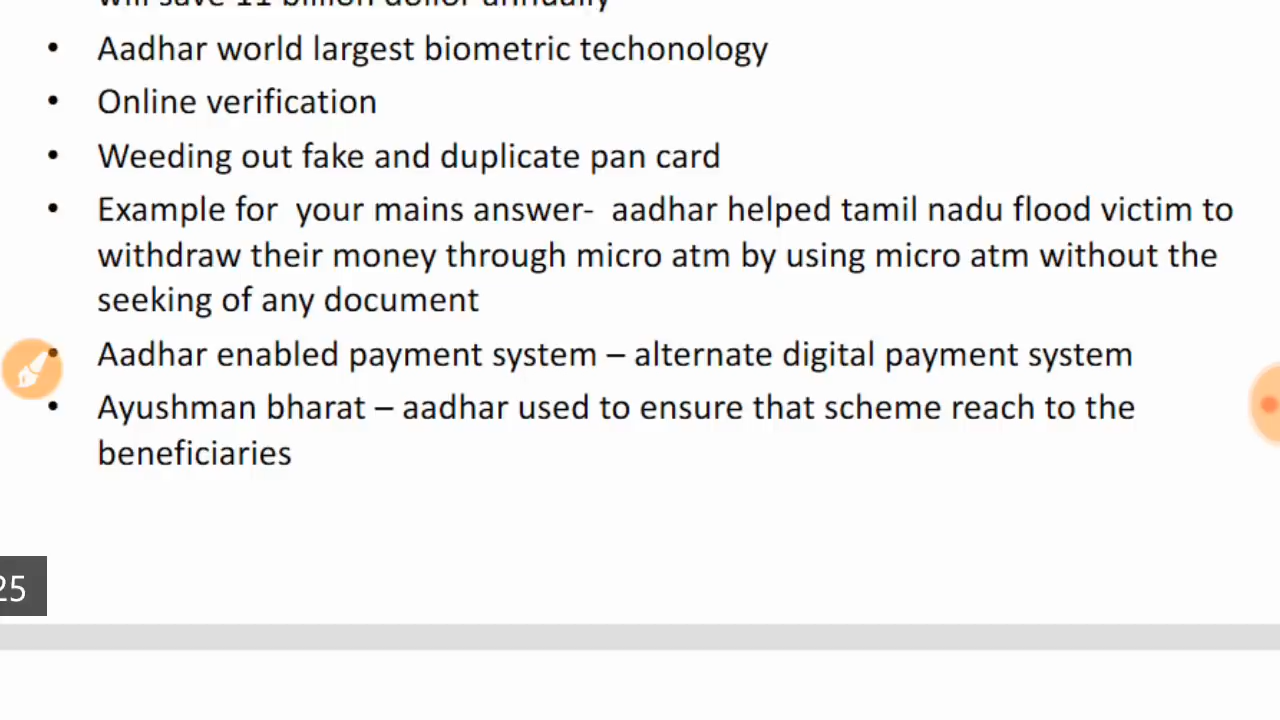 will save 11 billion dollar annually
• Aadhar world largest biometric techonology
• Online verification
• Weeding out fake and duplicate pan card
• Example for your mains answer- aadhar helped tamil nadu flood victim to
withdraw their money through micro atm by using micro atm without the
seeking of any document
• Aadhar enabled payment system – alternate digital payment system
• Ayushman bharat – aadhar used to ensure that scheme reach to the
beneficiaries
25